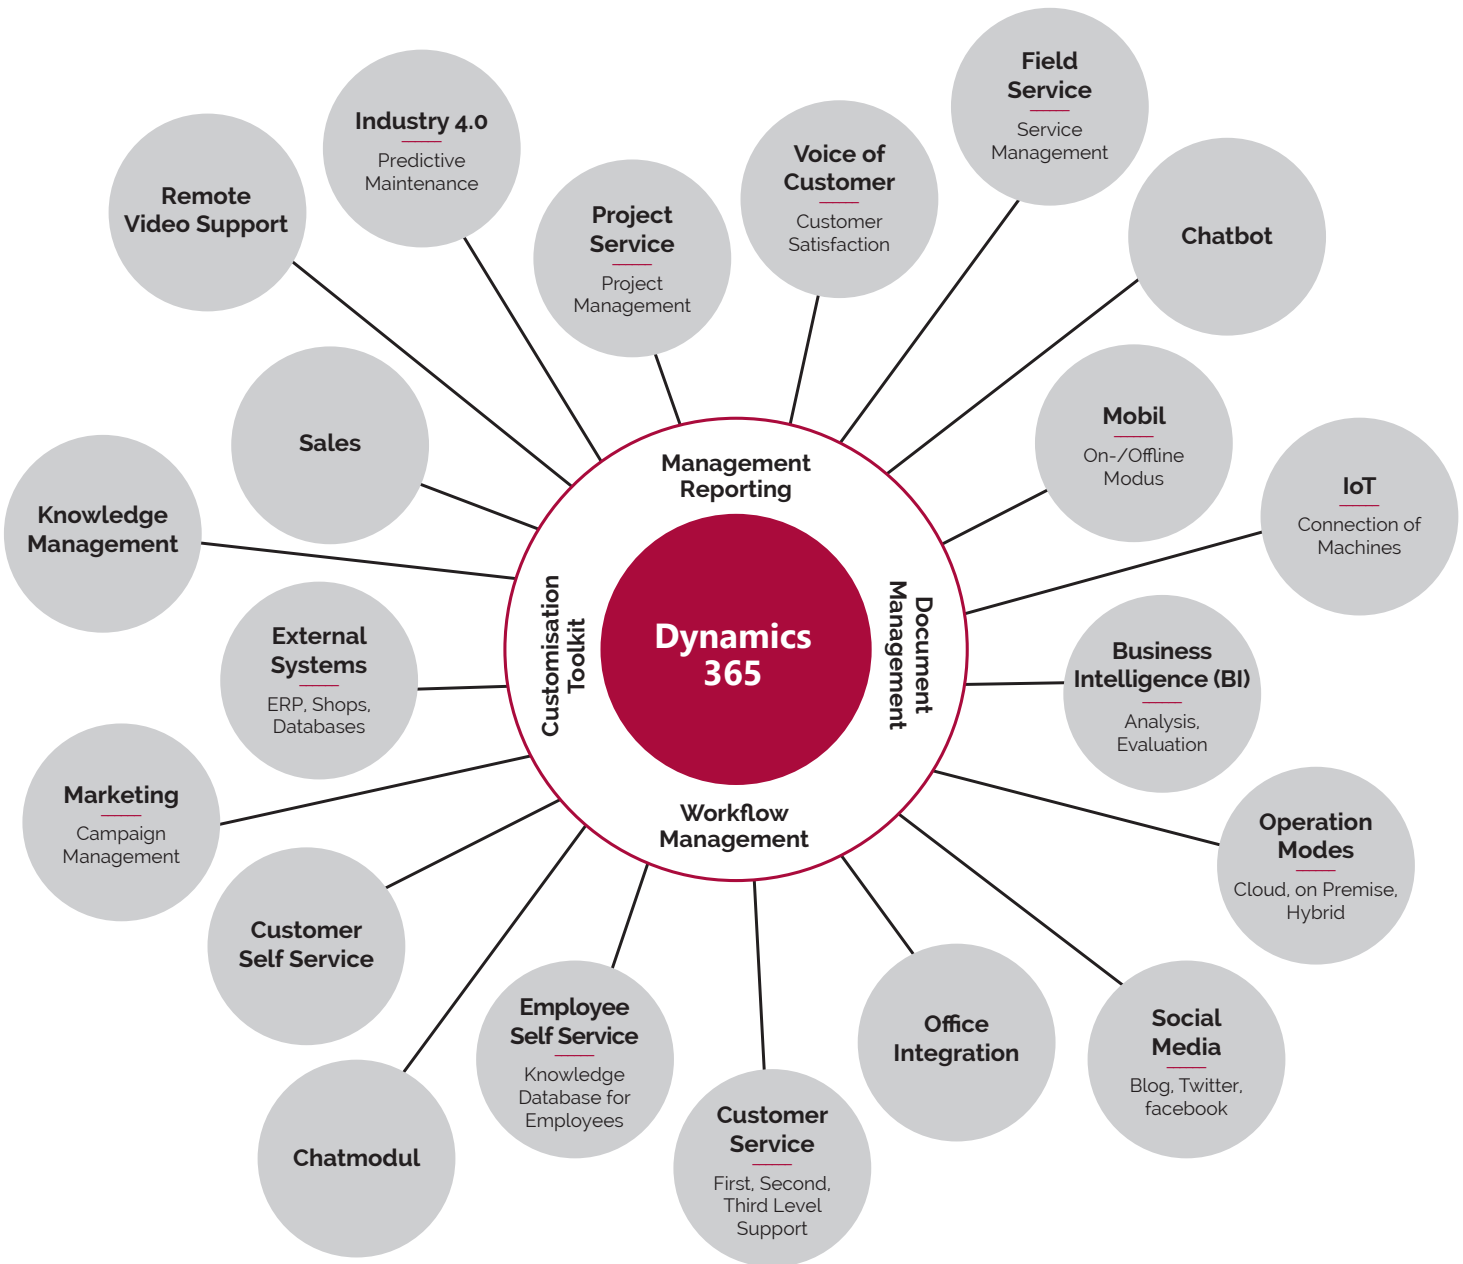 Field
Service
Service
Management
Industry 4.0
Predictive
Maintenance
Voice of
Customer
Customer
Satisfaction
Remote
Video Support
Project
Service
Project
Management
Chatbot
Mobil
On-/Offline
Modus
Sales
IoT
Connection of
Machines
Knowledge
Management
Management
Reporting
Customisation
Toolkit
Dynamics
365
Document
Management
Workflow
Management
External
Systems
ERP, Shops,
Databases
Business
Intelligence (BI)
Analysis,
Evaluation
Marketing
Campaign
Management
Operation
Modes
Cloud, on Premise,
Hybrid
Customer
Self Service
Employee
Self Service
Knowledge
Database for
Employees
Office
Integration
Social
Media
Blog, Twitter,
facebook
Chatmodul
Customer
Service
First, Second,
Third Level
Support